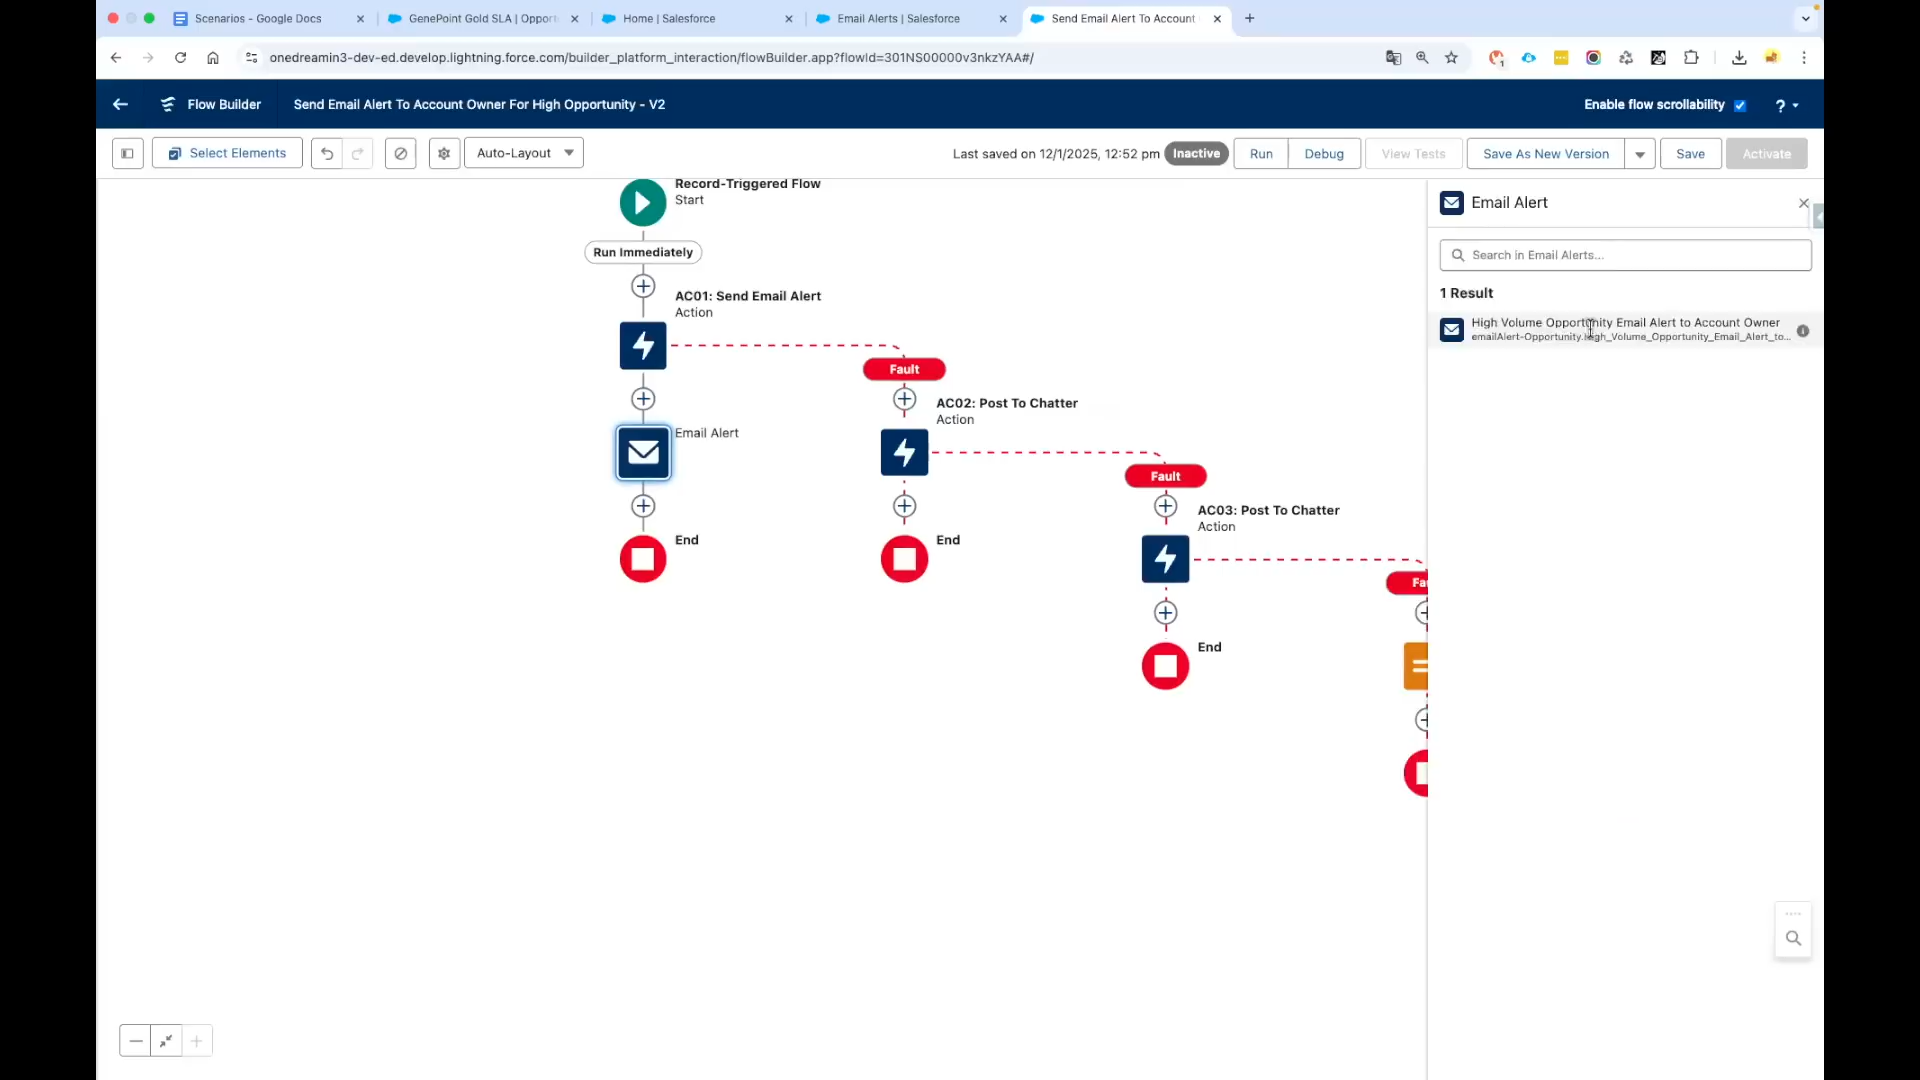 Scenarios - Google Docs
GenePoint Gold SLA | Opport
Home | Salesforce
Email Alerts | Salesforce
Send Email Alert To Account
onedreamin3-dev-ed.develop.lightning.force.com/builder_platform_interaction/flowBuilder.app?flowId=301NS00000v3nkzYAA#/
Flow Builder
Send Email Alert To Account Owner For High Opportunity - V2
Enable flow scrollability
?
Select Elements
Auto-Layout
Last saved on 12/1/2025, 12:52 pm
Inactive
Run
Debug
View Tests
Save As New Version
Save
Activate
Record-Triggered Flow
Start
Run Immediately
AC01: Send Email Alert
Action
Fault
AC02: Post To Chatter
Action
Email Alert
Fault
AC03: Post To Chatter
Action
End
End
Fau
End
Email Alert
Search in Email Alerts...
1 Result
High Volume Opportunity Email Alert to Account Owner
emailAlert-Opportunity.High_Volume_Opportunity_Email_Alert_to...